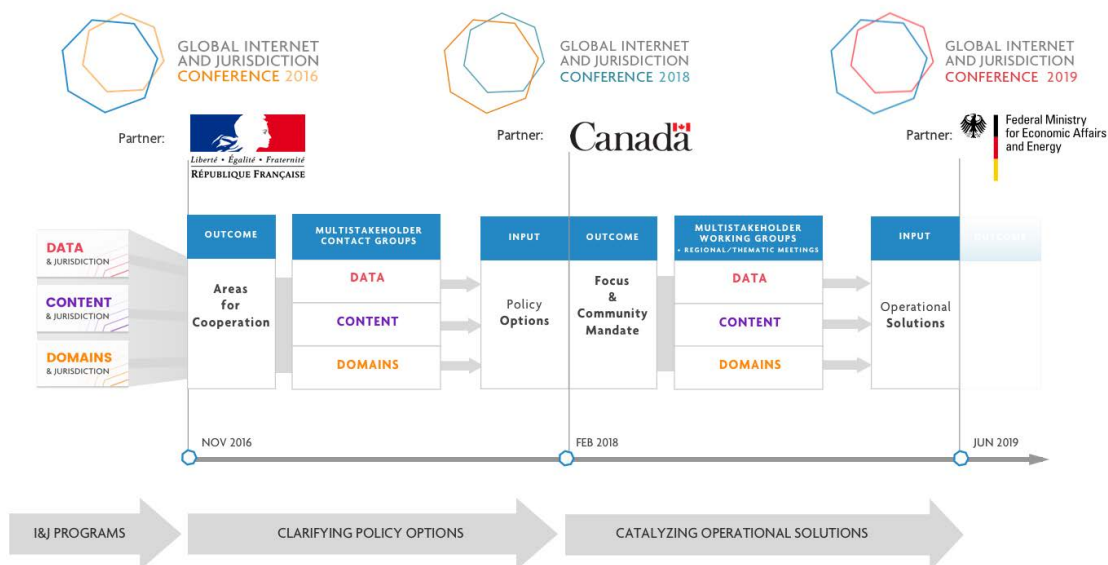 GLOBAL INTERNET
AND JURISDICTION
CONFERENCE 2016
GLOBAL INTERNET
AND JURISDICTION
CONFERENCE 2018
GLOBAL INTERNET
AND JURISDICTION
CONFERENCE 2019
Partner:
Liberté • Égalité • Fraternité
RÉPUBLIQUE FRANÇAISE
Partner:
Canada
Partner:
Federal Ministry
for Economic Affairs
and Energy
DATA
& JURISDICTION
CONTENT
& JURISDICTION
DOMAINS
& JURISDICTION
OUTCOME
Areas
for
Cooperation
MULTISTAKEHOLDER
CONTACT GROUPS
DATA
CONTENT
DOMAINS
INPUT
Policy
Options
OUTCOME
Focus
&
Community
Mandate
MULTISTAKEHOLDER
WORKING GROUPS
+ REGIONAL/THEMATIC MEETINGS
DATA
CONTENT
DOMAINS
INPUT
Operational
Solutions
OUTCOME
NOV 2016
FEB 2018
JUN 2019
I&J PROGRAMS
CLARIFYING POLICY OPTIONS
CATALYZING OPERATIONAL SOLUTIONS